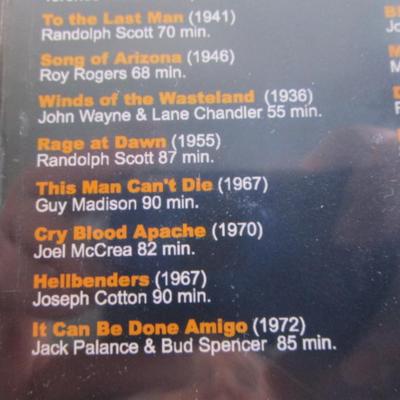 To the Last Man (1941)
Randolph Scott 70 min.
Song of Arizona (1946)
Roy Rogers 68 min.
Winds of the Wasteland (1936)
John Wayne & Lane Chandler 55 min.
Rage at Dawn (1955)
Randolph Scott 87 min.
This Man Can't Die (1967)
Guy Madison 90 min.
Cry Blood Apache (1970)
Joel McCrea 82 min.
Hellbenders (1967)
Joseph Cotton 90 min.
It Can Be Done Amigo (1972)
Jack Palance & Bud Spencer 85 min.